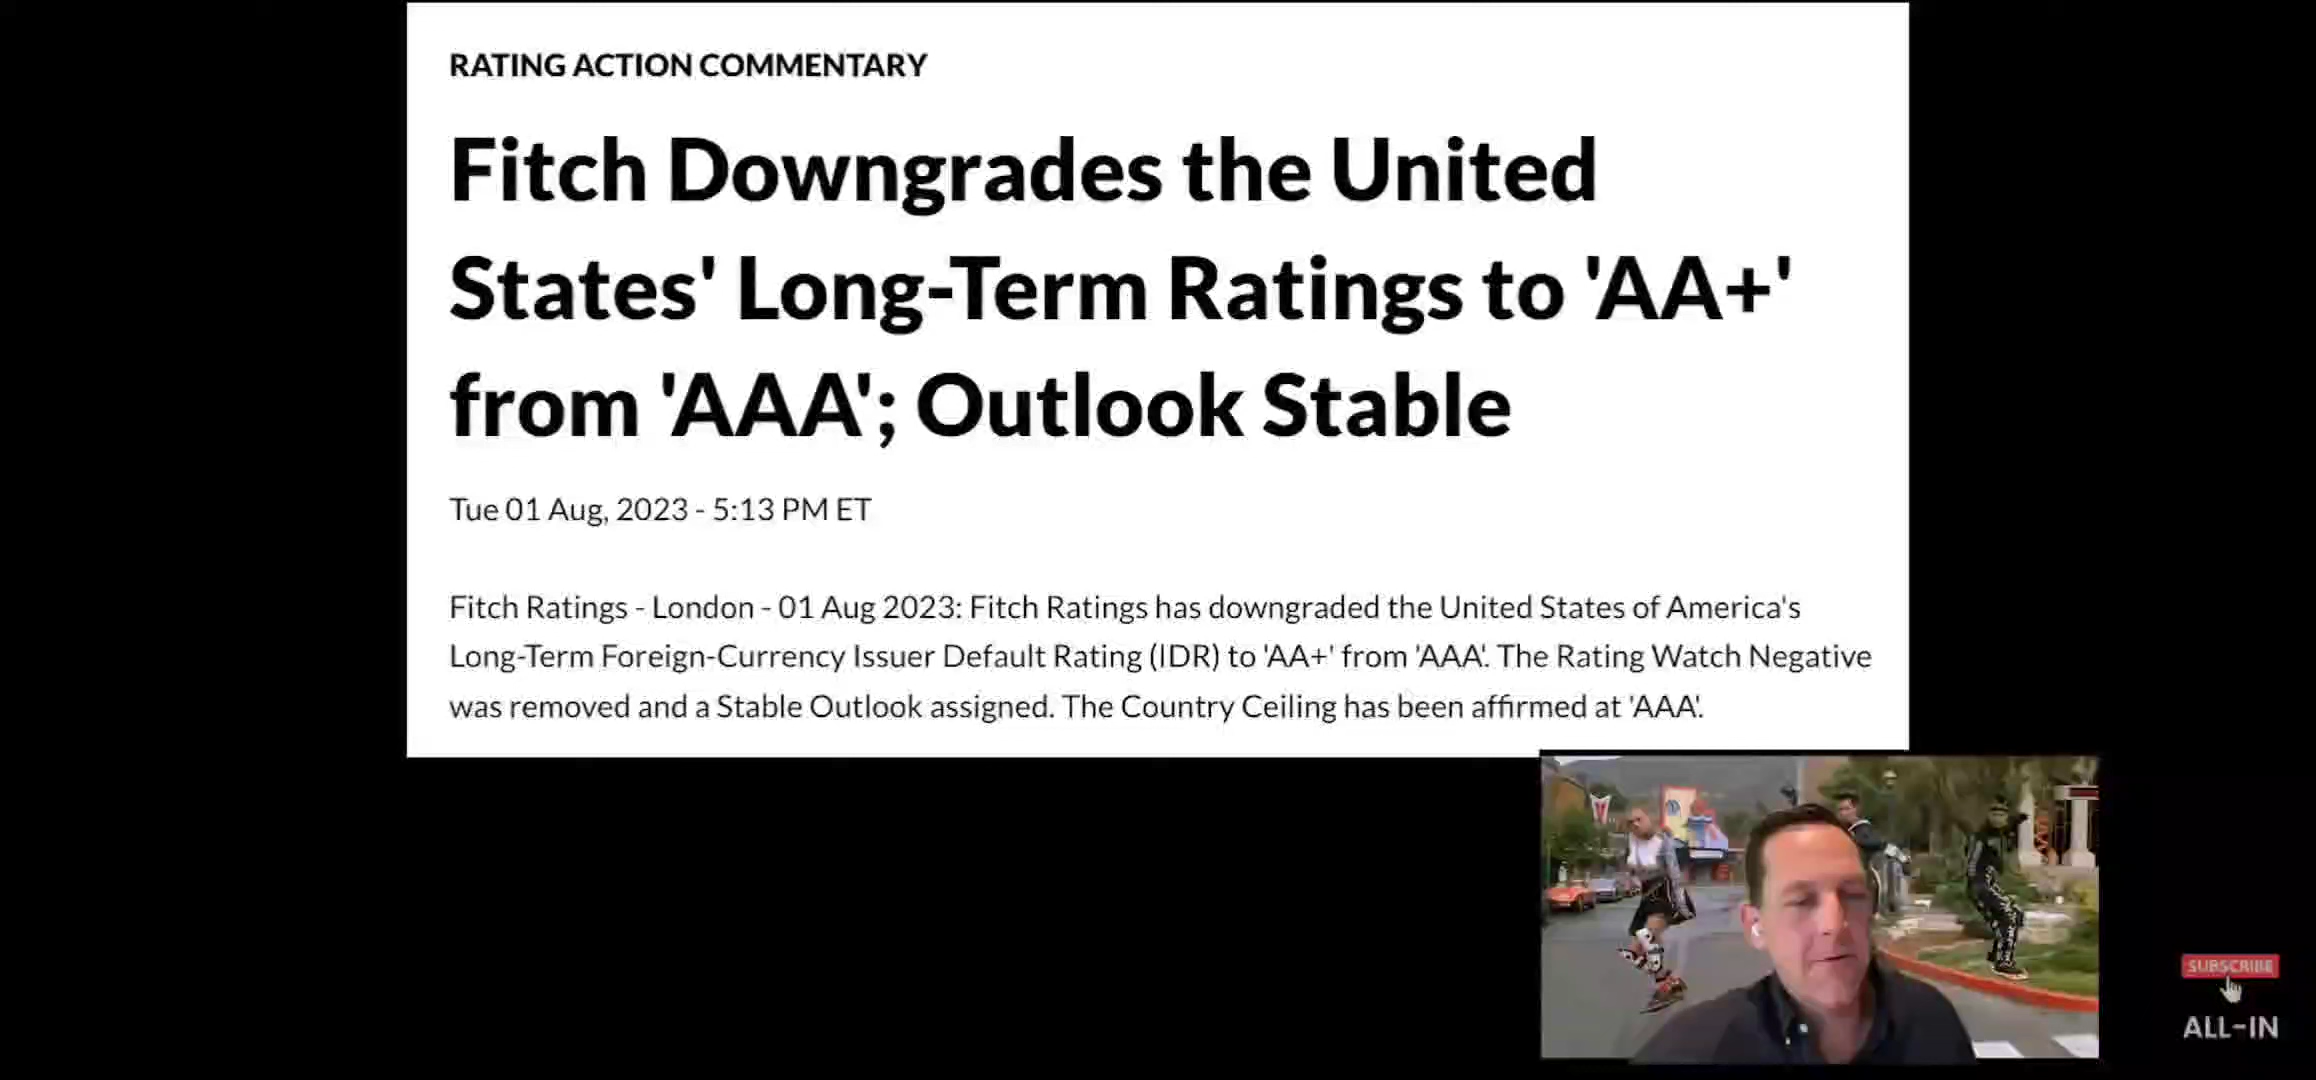 RATING ACTION COMMENTARY
Fitch Downgrades the United
States' Long-Term Ratings to 'AA+'
from 'AAA'; Outlook Stable
Tue 01 Aug, 2023 - 5:13 PM ET
Fitch Ratings - London - 01 Aug 2023: Fitch Ratings has downgraded the United States of America's
Long-Term Foreign-Currency Issuer Default Rating (IDR) to 'AA+' from 'AAA'. The Rating Watch Negative
was removed and a Stable Outlook assigned. The Country Ceiling has been affirmed at 'AAA'.
SUBSCRIBE
ALL-IN